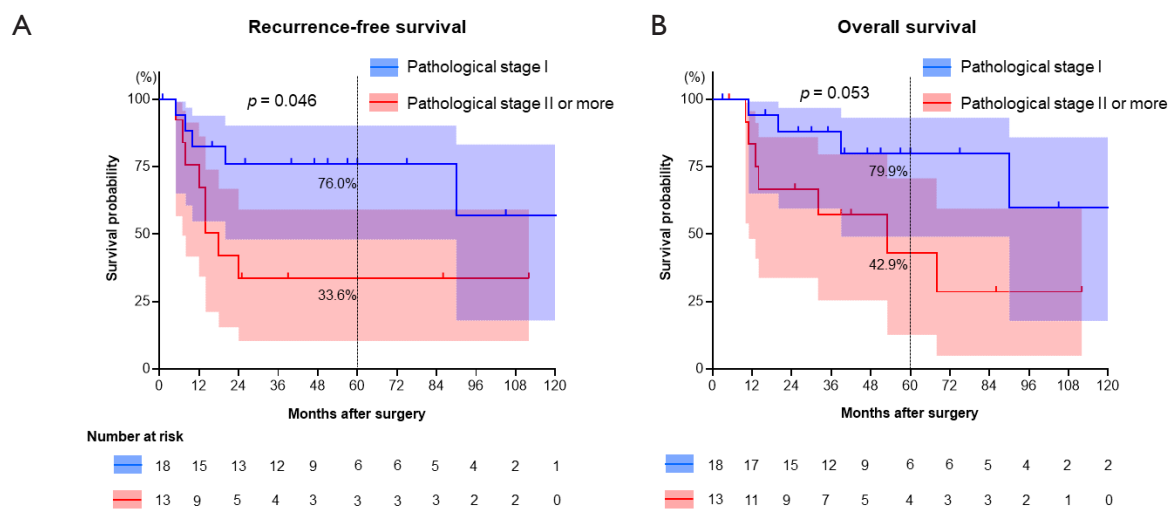 A
Recurrence-free survival
(%)
Pathological stage I
Pathological stage II or more
p = 0.046
100
75
50
25
0
Survival probability
76.0%
33.6%
0 12 24 36 48 60 72 84 96 108 120
Months after surgery
Number at risk
18 15 13 12 9 6 6 5 4 2 1
13 9 5 4 3 3 3 2 2 0
B
Overall survival
(%)
Pathological stage I
Pathological stage II or more
p = 0.053
100
75
50
25
0
Survival probability
79.9%
42.9%
0 12 24 36 48 60 72 84 96 108 120
Months after surgery
18 17 15 12 9 6 6 5 4 2 2
13 11 9 7 5 4 3 3 2 1 0